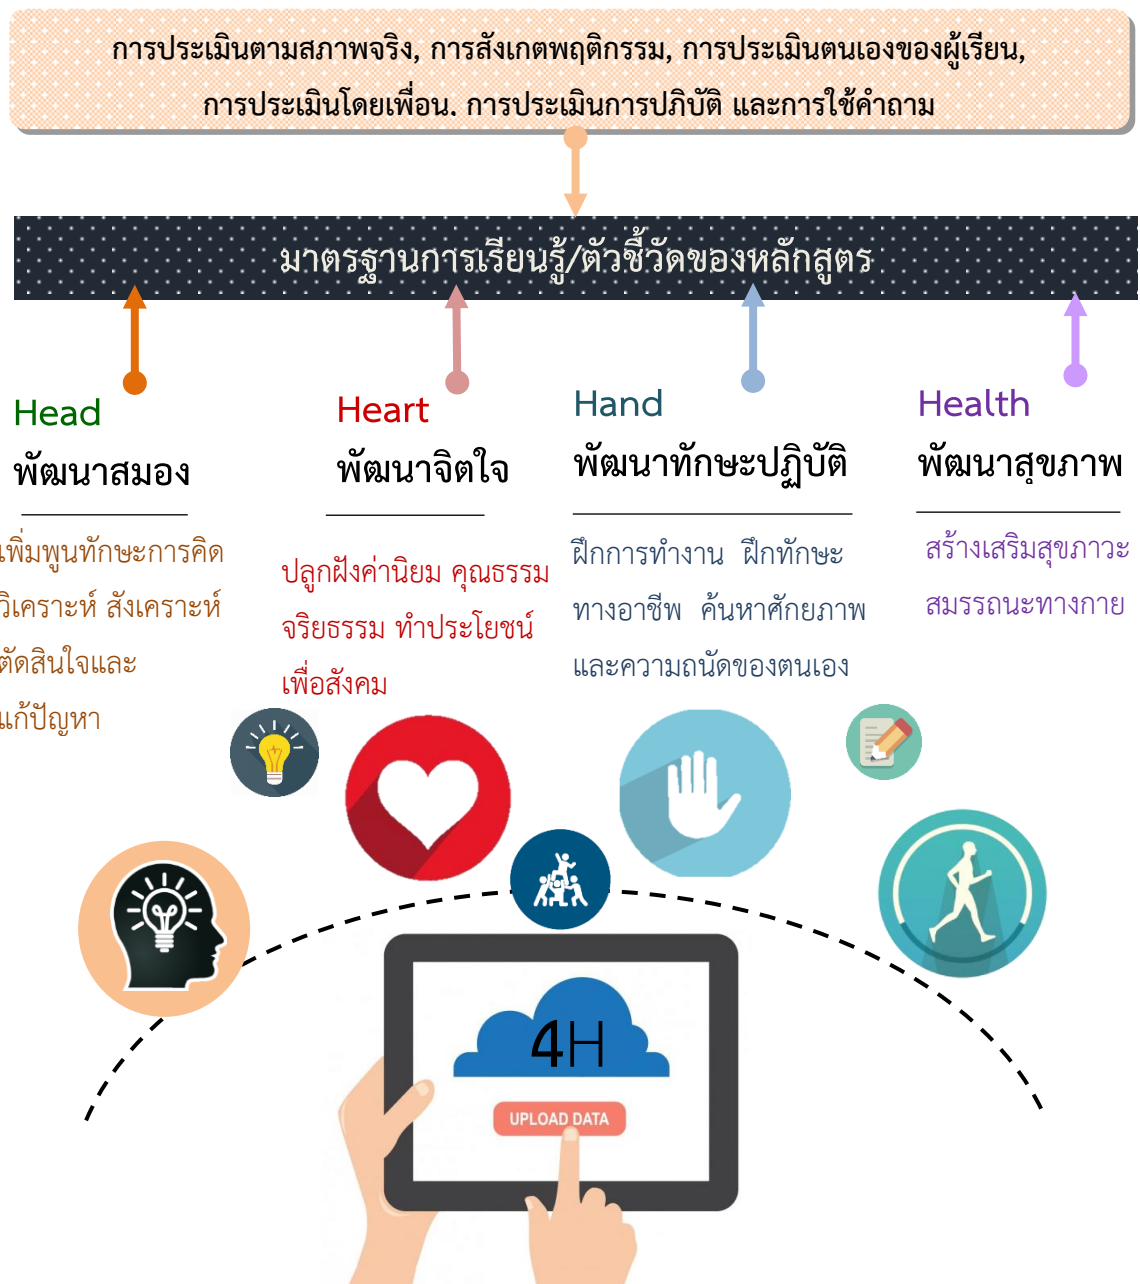 การประเมินตามสภาพจริง, การสังเกตพฤติกรรม, การประเมินตนเองของผู้เรียน,
การประเมินโดยเพื่อน, การประเมินการปฏิบัติ และการใช้คำถาม
มาตรฐานการเรียนรู้/ตัวชี้วัดของหลักสูตร
Head
พัฒนาสมอง
เพิ่มพูนทักษะการคิด
วิเคราะห์ สังเคราะห์
ตัดสินใจและ
แก้ปัญหา
Heart
พัฒนาจิตใจ
ปลูกฝังค่านิยม คุณธรรม
จริยธรรม ทำประโยชน์
เพื่อสังคม
Hand
พัฒนาทักษะปฏิบัติ
ฝึกการทำงาน ฝึกทักษะ
ทางอาชีพ ค้นหาศักยภาพ
และความถนัดของตนเอง
Health
พัฒนาสุขภาพ
สร้างเสริมสุขภาวะ
สมรรถนะทางกาย
4H
UPLOAD DATA